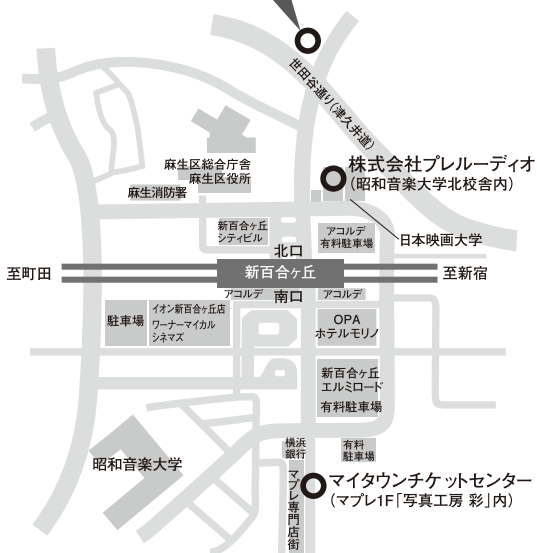 世田谷通り(津久井道)
株式会社プレルーディオ
(昭和音楽大学北校舎内)
麻生区総合庁舎
麻生区役所
麻生消防署
新百合ヶ丘
シティビル
アコルデ
有料駐車場
日本映画大学
北口
至町田
新百合ヶ丘
至新宿
アコルデ
南口
アコルデ
駐車場
イオン新百合ヶ丘店
ワーナーマイカル
シネマズ
OPA
ホテルモリノ
新百合ヶ丘
エルミロード
有料駐車場
横浜
銀行
有料
駐車場
昭和音楽大学
マプレ専門店街
マイタウンチケットセンター
(マプレ1F「写真工房 彩」内)